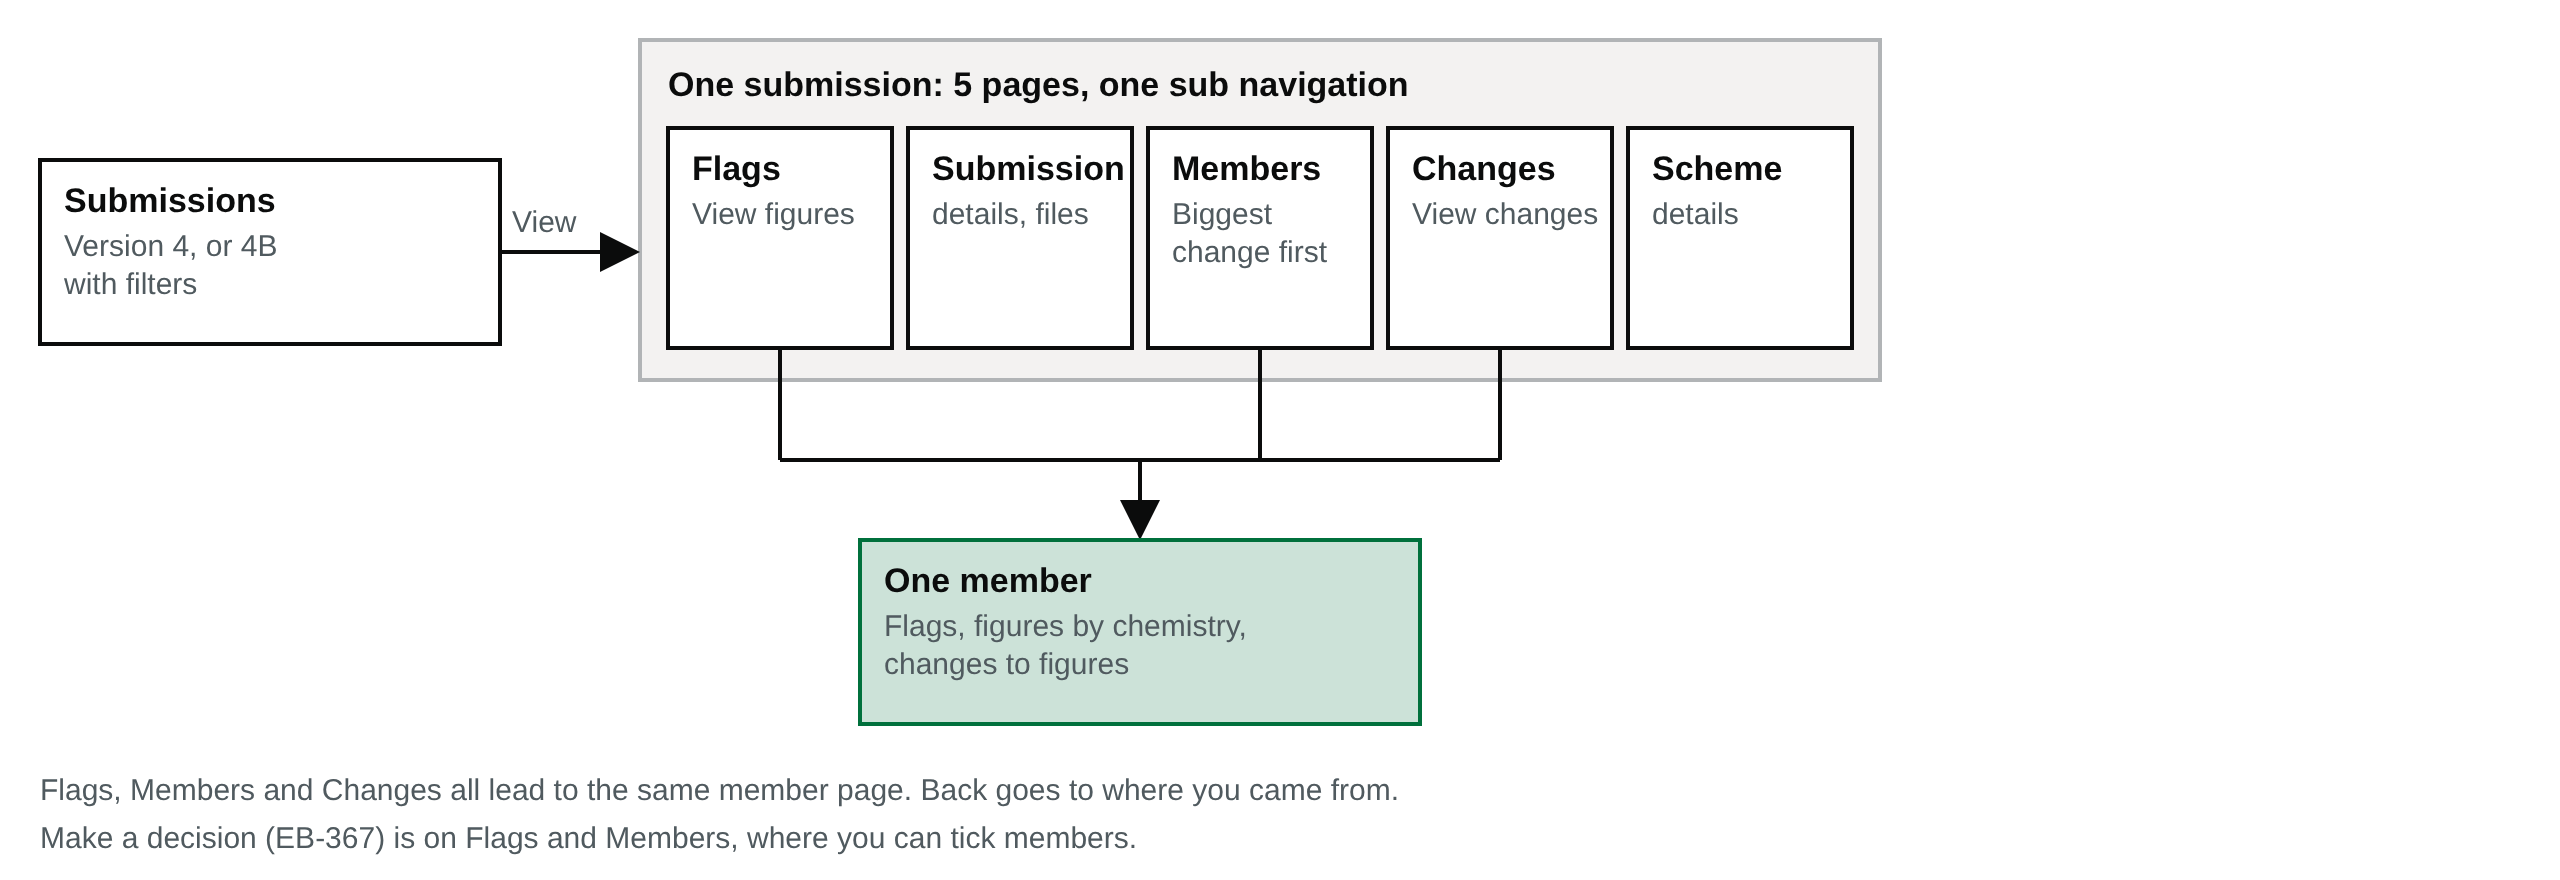 One submission: 5 pages, one sub navigation
Submissions
Version 4, or 4B
with filters
View
Flags
View figures
Submission
details, files
Members
Biggest
change first
Changes
View changes
Scheme
details
One member
Flags, figures by chemistry,
changes to figures
Flags, Members and Changes all lead to the same member page. Back goes to where you came from.
Make a decision (EB-367) is on Flags and Members, where you can tick members.